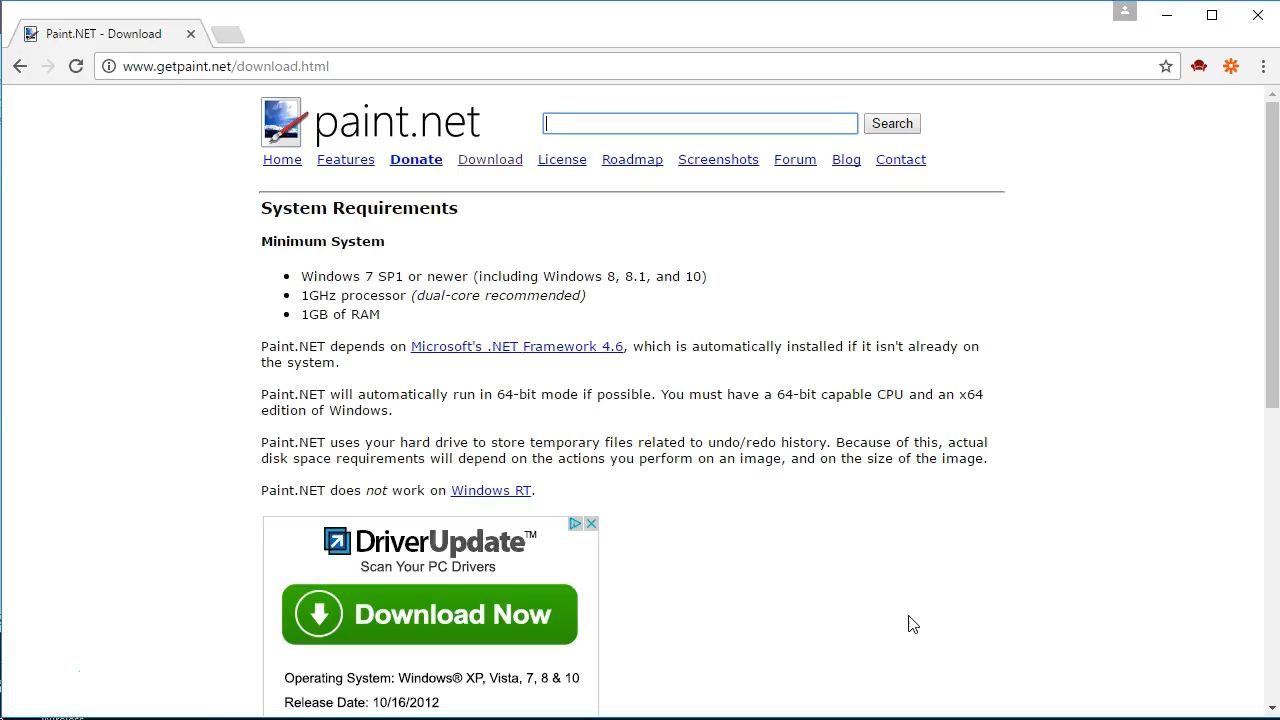 Paint.NET - Download
www.getpaint.net/download.html
paint.net
Search
Home Features Donate Download License Roadmap Screenshots Forum Blog Contact
System Requirements
Minimum System
Windows 7 SP1 or newer (including Windows 8, 8.1, and 10)
1GHz processor (dual-core recommended)
1GB of RAM
Paint.NET depends on Microsoft's .NET Framework 4.6, which is automatically installed if it isn't already on
the system.
Paint.NET will automatically run in 64-bit mode if possible. You must have a 64-bit capable CPU and an x64
edition of Windows.
Paint.NET uses your hard drive to store temporary files related to undo/redo history. Because of this, actual
disk space requirements will depend on the actions you perform on an image, and on the size of the image.
Paint.NET does not work on Windows RT.
DriverUpdate™
Scan Your PC Drivers
Download Now
Operating System: Windows® XP, Vista, 7, 8 & 10
Release Date: 10/16/2012